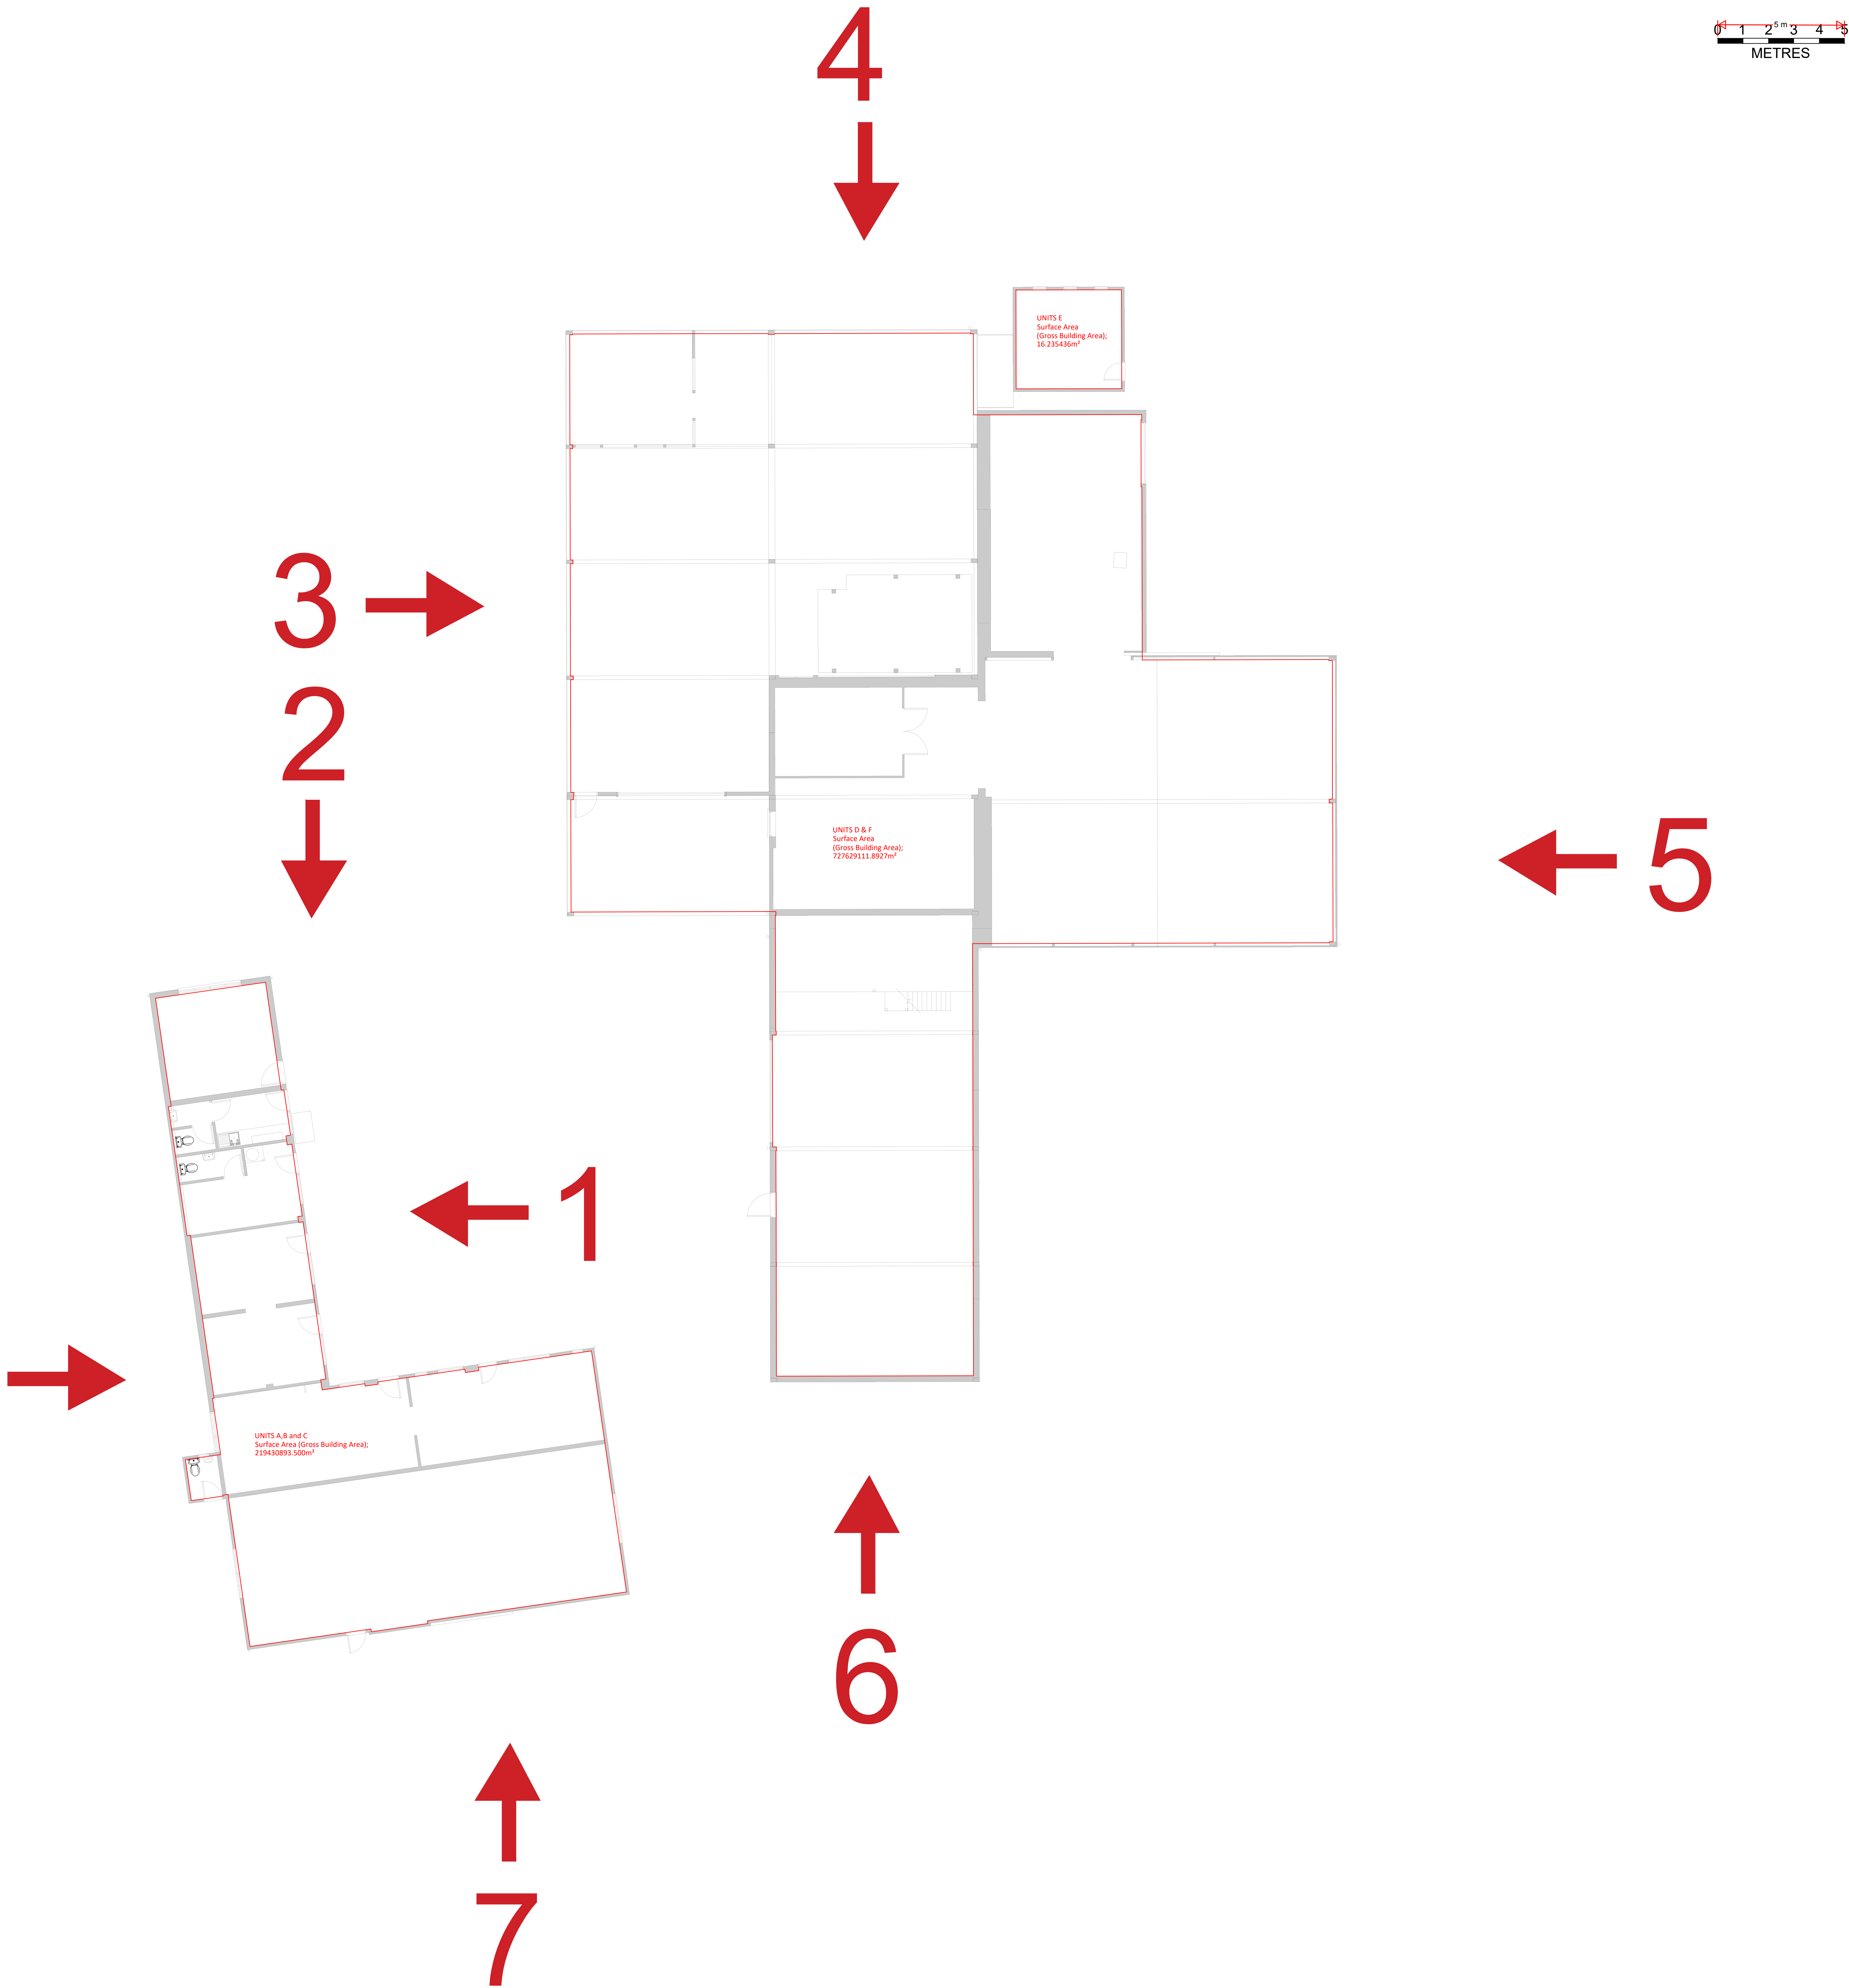 4
5 m
0 1 2 3 4 5
METRES
UNITS E
Surface Area
(Gross Building Area);
16.235436m²
3
2
UNITS D & F
Surface Area
(Gross Building Area);
727629111.8927m²
5
1
UNITS A,B and C
Surface Area (Gross Building Area);
219430893.500m²
6
7